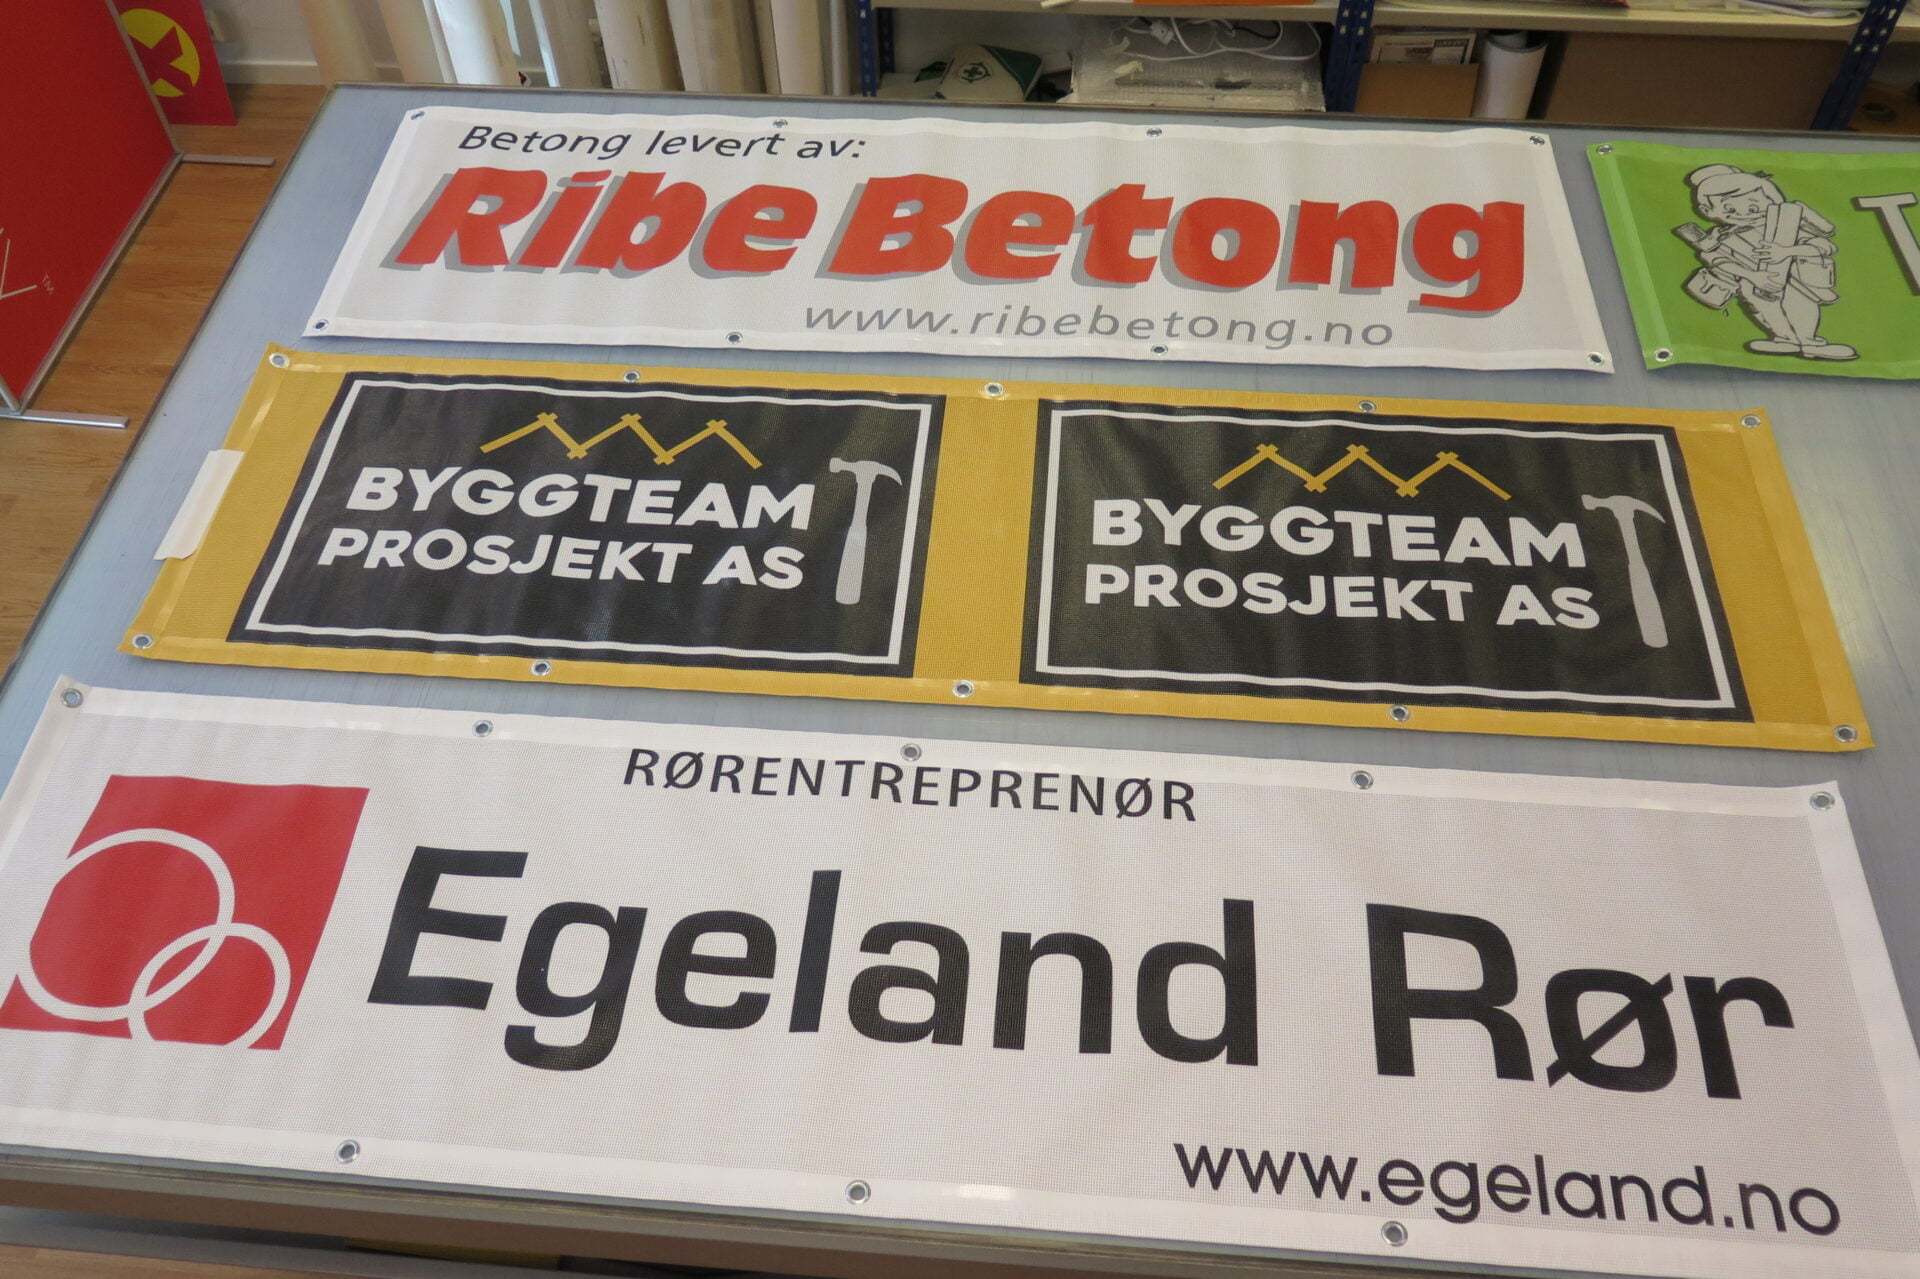 Betong levert av:
Ribe Betong
www.ribebetong.no
T
BYGGTEAM
PROSJEKT AS
BYGGTEAM
PROSJEKT AS
RØRENTREPRENØR
Egeland Rør
www.egeland.no
TM